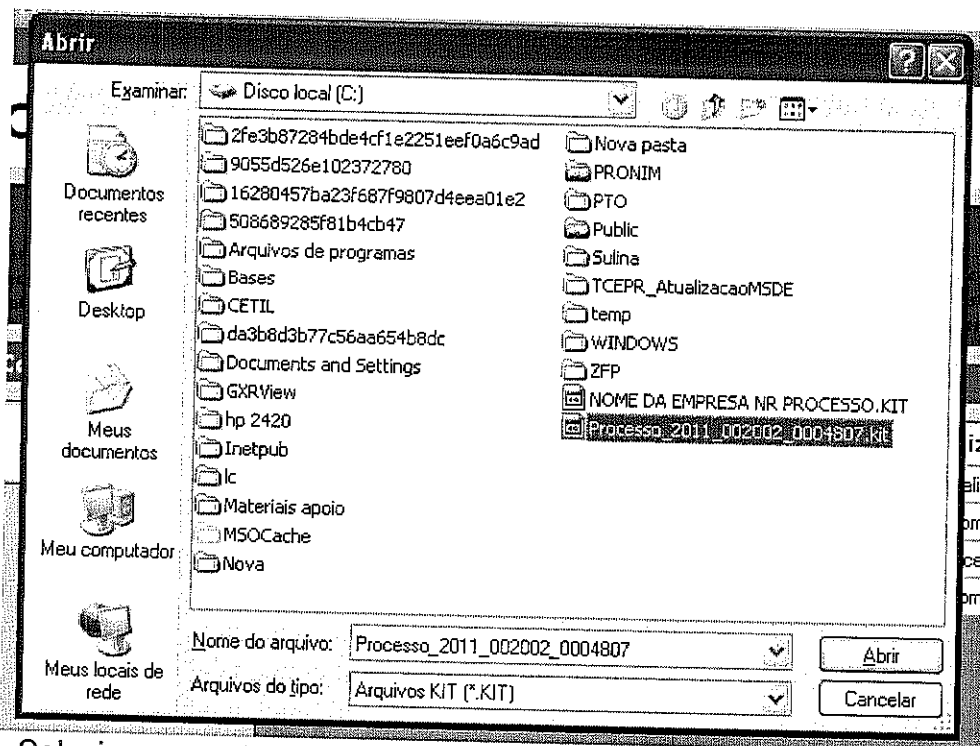 Abrir
Examinar: Disco local (C:)
Documentos
recentes
Desktop
Meus
documentos
Meu computador
Meus locais de
rede
2fe3b87284bde4cf1e2251eef0a6c9ad
9055d526e102372780
16280457ba23f687f9807d4eea01e2
508689285f81b4cb47
Arquivos de programas
Bases
CETIL
da3b8d3b77c56aa654b8dc
Documents and Settings
GXRView
hp 2420
Inetpub
lc
Materiais apoio
MSOCache
Nova
Nova pasta
PRONIM
PTO
Public
Sulina
TCEPR_AtualizacaoMSDE
temp
WINDOWS
ZFP
NOME DA EMPRESA NR PROCESSO.KIT
Processo_2011_002002_0004807.kit
Nome do arquivo: Processo_2011_002002_0004807
Abrir
Arquivos do tipo: Arquivos KIT (*.KIT)
Cancelar